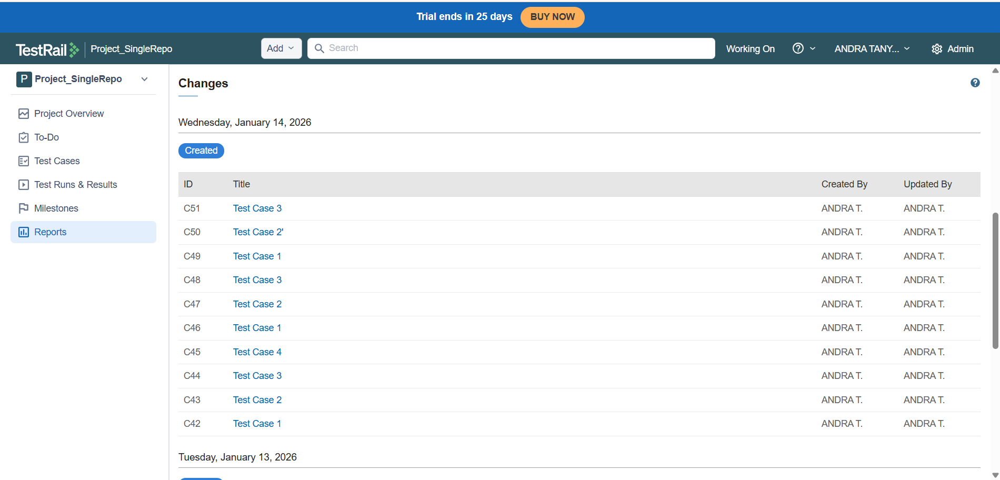 Trial ends in 25 days BUY NOW
TestRail Project_SingleRepo Add Search Working On ANDRA TANY... Admin
P Project_SingleRepo
Project Overview
To-Do
Test Cases
Test Runs & Results
Milestones
Reports
Changes
Wednesday, January 14, 2026
Created
ID Title Created By Updated By
C51 Test Case 3 ANDRA T. ANDRA T.
C50 Test Case 2' ANDRA T. ANDRA T.
C49 Test Case 1 ANDRA T. ANDRA T.
C48 Test Case 3 ANDRA T. ANDRA T.
C47 Test Case 2 ANDRA T. ANDRA T.
C46 Test Case 1 ANDRA T. ANDRA T.
C45 Test Case 4 ANDRA T. ANDRA T.
C44 Test Case 3 ANDRA T. ANDRA T.
C43 Test Case 2 ANDRA T. ANDRA T.
C42 Test Case 1 ANDRA T. ANDRA T.
Tuesday, January 13, 2026